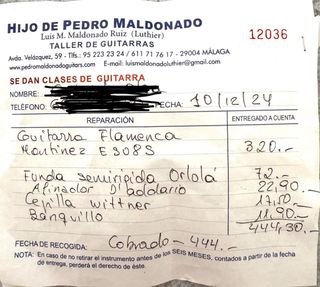 HIJO DE PEDRO MALDONADO
Luis M. Maldonado Ruiz (Luthier)
TALLER DE GUITARRAS
12036
Avda. Velázquez, 59 - Tlfs: 95 223 23 24 / 611 71 76 17 - 29004 MÁLAGA
www.pedromaldonadoguitars.com E-mail: luismaldonadoluthier@gmail.com
SE DAN CLASES DE GUITARRA
NOMBRE:
TELÉFONO: FECHA: 10/12/24
REPARACIÓN ENTREGADO A CUENTA
Guitarra Flamenca
Martinez E308S 320.-
Funda semirigida Ortolá 72.-
Afinador D'addario 22,90.-
Cejilla Wittner 17,50.-
Banquillo 11,90.-
444,30.-
FECHA DE RECOGIDA: Cobrado - 444.-
NOTA: En caso de no retirar el instrumento antes de los SEIS MESES, contados a partir de la fecha
de entrega, perderá el derecho de éste.